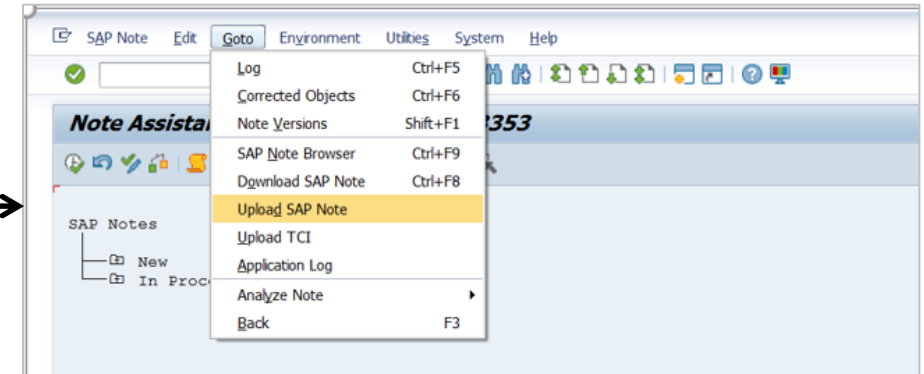 SAP Note Edit Goto Environment Utilities System Help
Log Ctrl+F5
Corrected Objects Ctrl+F6
Note Assista 3353
Note Versions Shift+F1
SAP Note Browser Ctrl+F9
Download SAP Note Ctrl+F8
Upload SAP Note
SAP Notes
Upload TCI
New
Application Log
In Proc
Analyze Note
Back F3